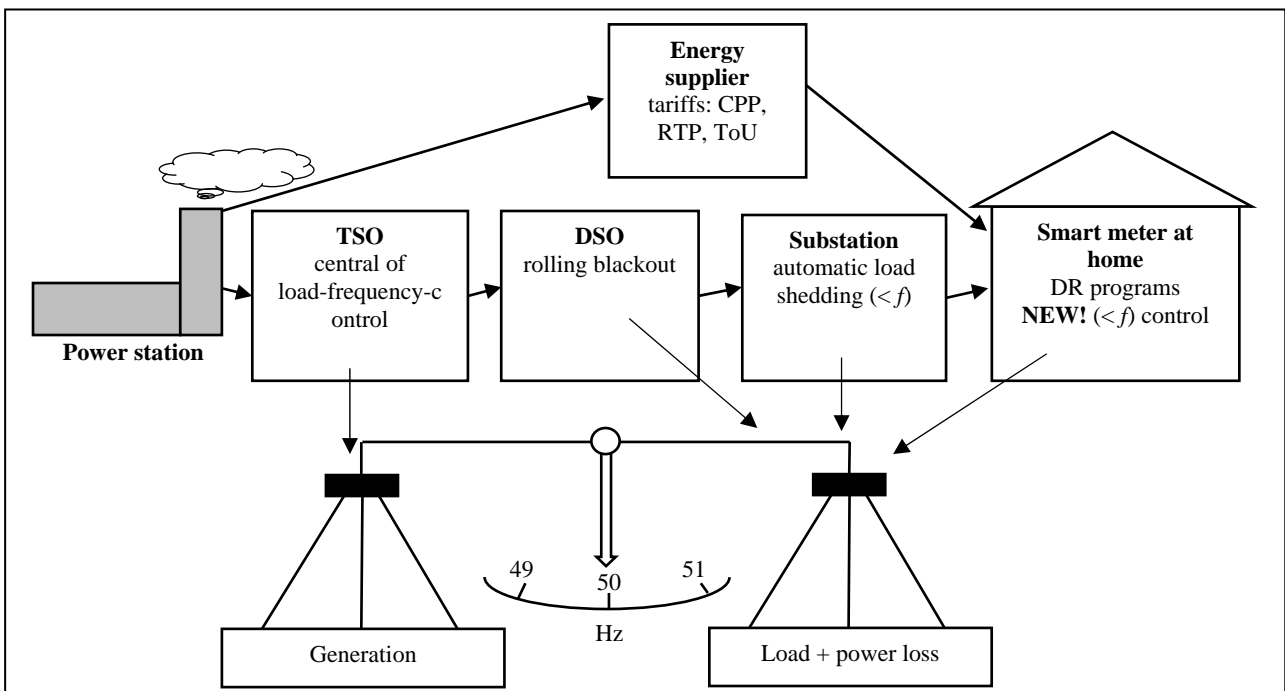 Energy
supplier
tariffs: CPP,
RTP, ToU
TSO
central of
load-frequency-c
ontrol
DSO
rolling blackout
Substation
automatic load
shedding (< f)
Smart meter at
home
DR programs
NEW! (< f) control
Power station
49
50
51
Hz
Generation
Load + power loss